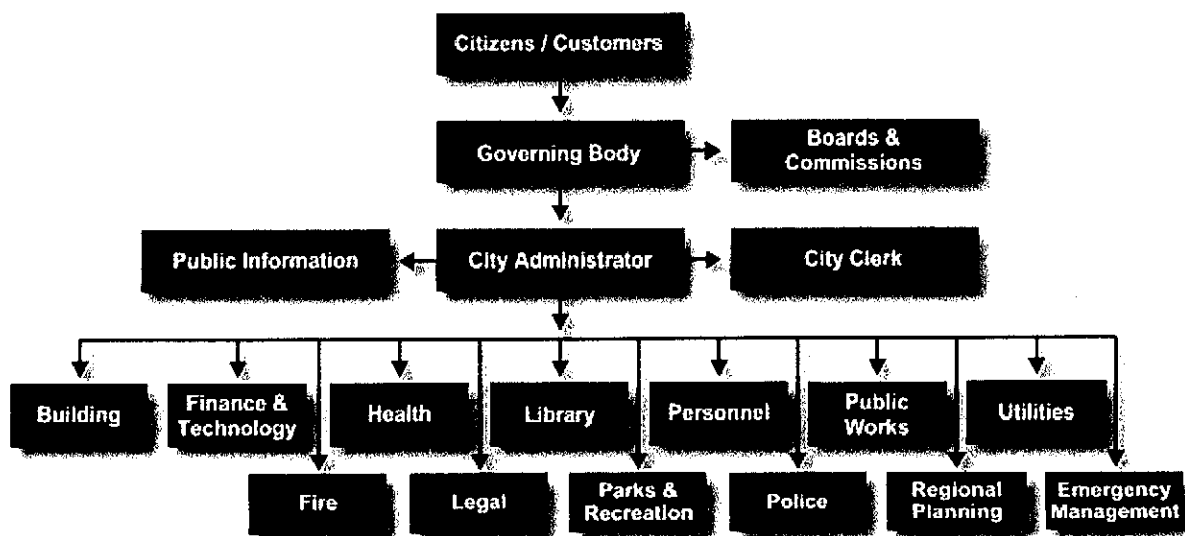 Citizens / Customers
Governing Body
Boards &
Commissions
Public Information
City Administrator
City Clerk
Building
Finance &
Technology
Health
Library
Personnel
Public
Works
Utilities
Fire
Legal
Parks &
Recreation
Police
Regional
Planning
Emergency
Management